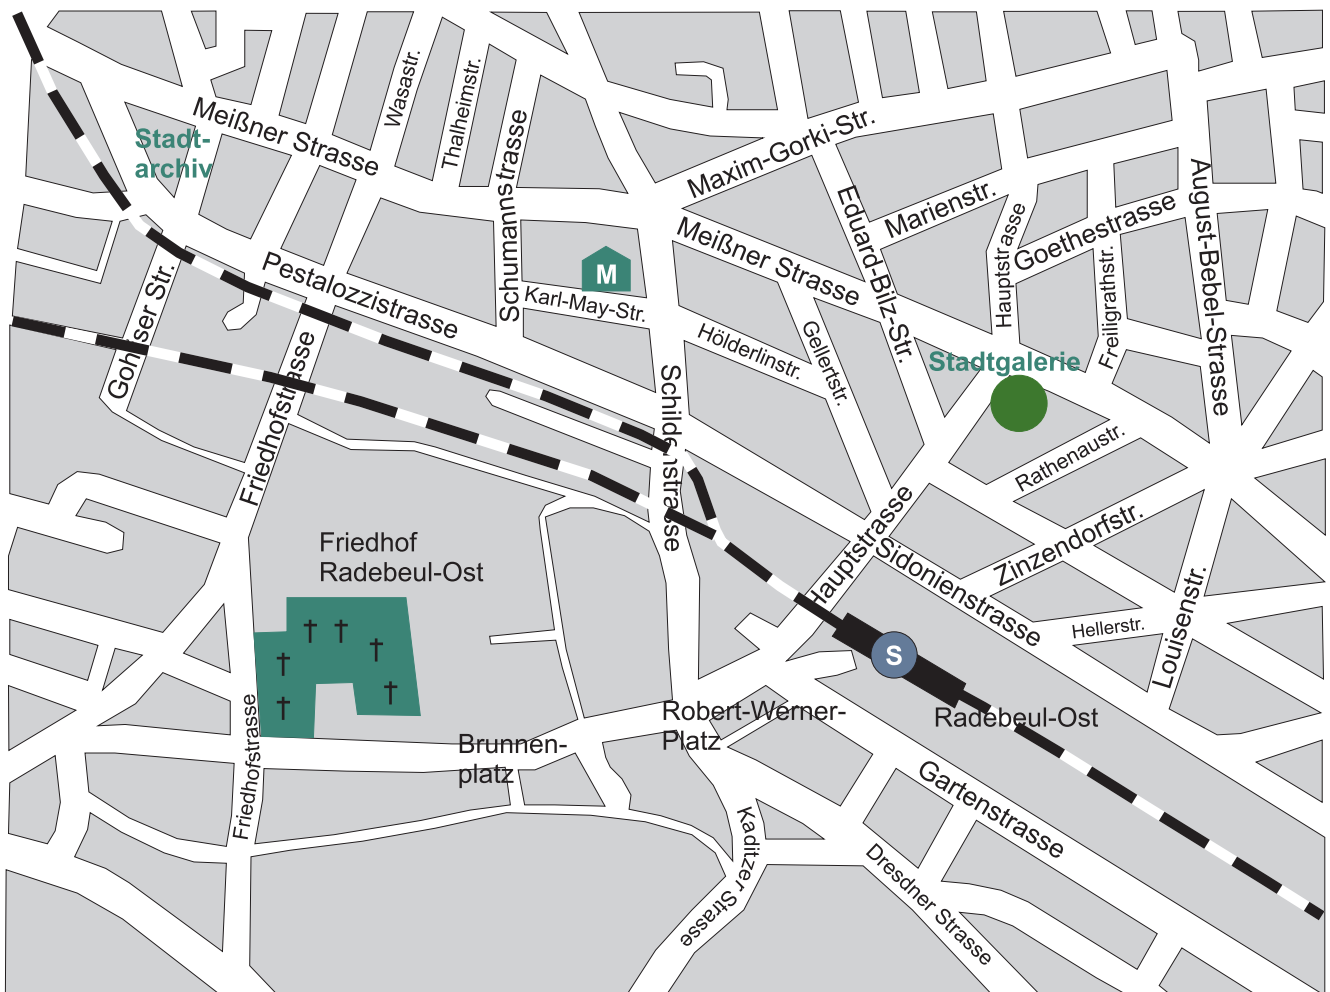 Wasastr.
Thalheimstr.
Meißner Strasse
Stadt-
archiv
Schumannstrasse
Maxim-Gorki-Str.
Marienstr.
Eduard-Bilz-Str.
Hauptstrasse
Goethestrasse
August-Bebel-Strasse
Meißner Strasse
M
Karl-May-Str.
Pestalozzistrasse
Gohliser Str.
Freiligrathstr.
Gellertstr.
Hölderlinstr.
Stadtgalerie
Friedhofstrasse
Schildenstrasse
Rathenaustr.
Zinzendorfstr.
Hauptstrasse
Sidonienstrasse
Friedhof
Radebeul-Ost
Hellerstr.
Louisenstr.
S
Radebeul-Ost
Robert-Werner-
Platz
Friedhofstrasse
Brunnen-
platz
Gartenstrasse
Kaditzer Strasse
Dresdner Strasse